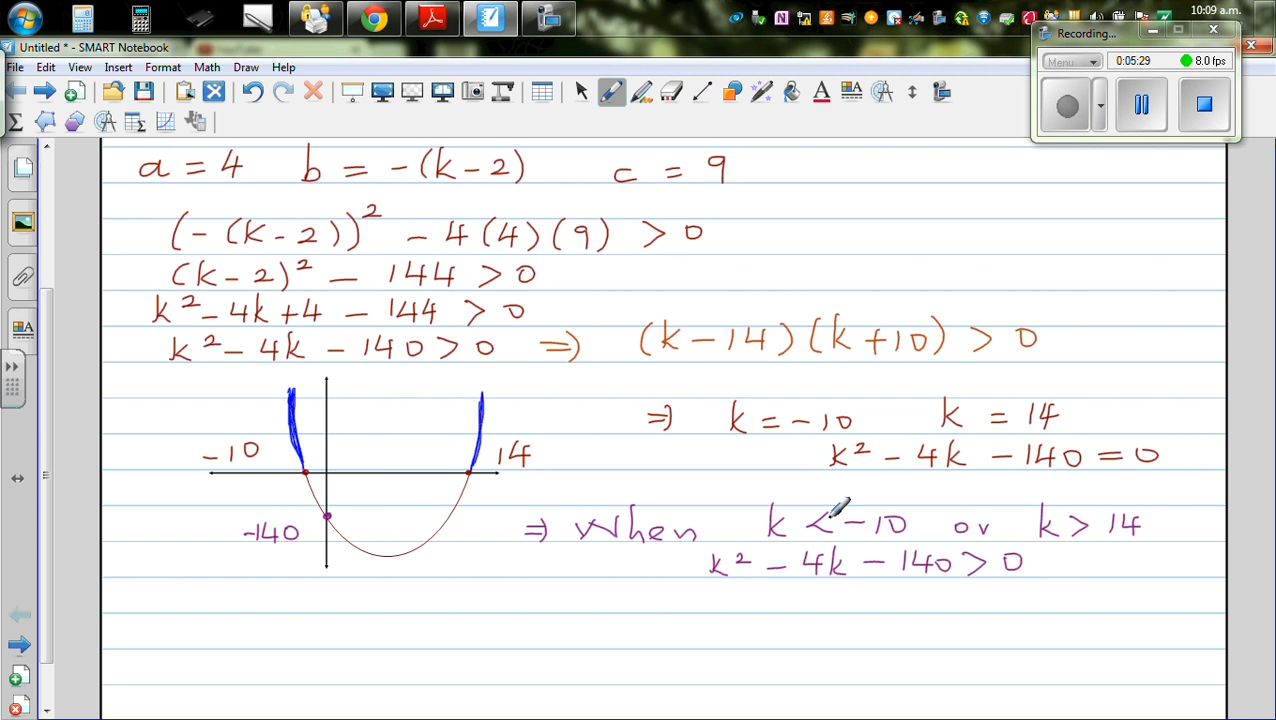 10:09 a.m.
Untitled * - SMART Notebook
Recording...
File Edit View Insert Format Math Draw Help
Menu 0:05:29 8.0 fps
a = 4 b = -(k-2) c = 9
(-(k-2))² - 4(4)(9) > 0
(k-2)² - 144 > 0
k² - 4k + 4 - 144 > 0
k² - 4k - 140 > 0 ⇒ (k-14)(k+10) > 0
⇒ k = -10 k = 14
-10 14 k² - 4k - 140 = 0
-140 ⇒ When k < -10 or k > 14
k² - 4k - 140 > 0